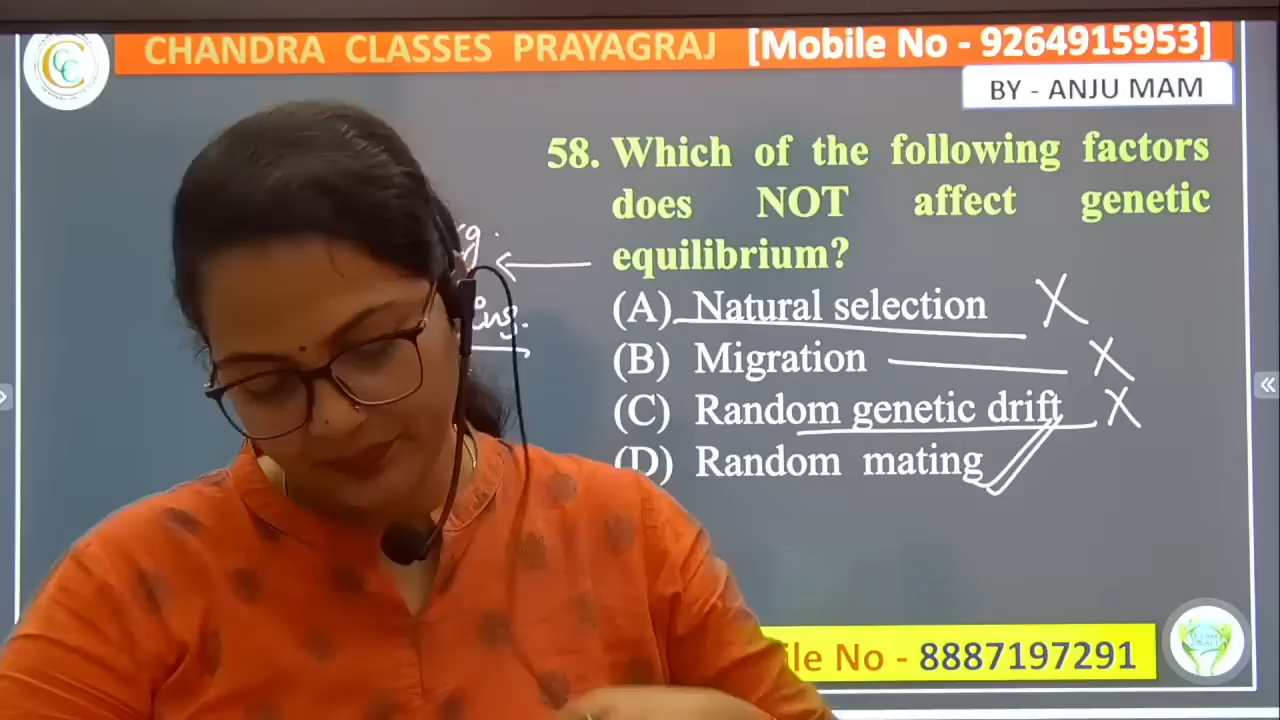 CHANDRA CLASSES PRAYAGRAJ [Mobile No - 9264915953]
BY - ANJU MAM
58. Which of the following factors
does NOT affect genetic
equilibrium?
(A) Natural selection
(B) Migration
(C) Random genetic drift
(D) Random mating
No - 8887197291